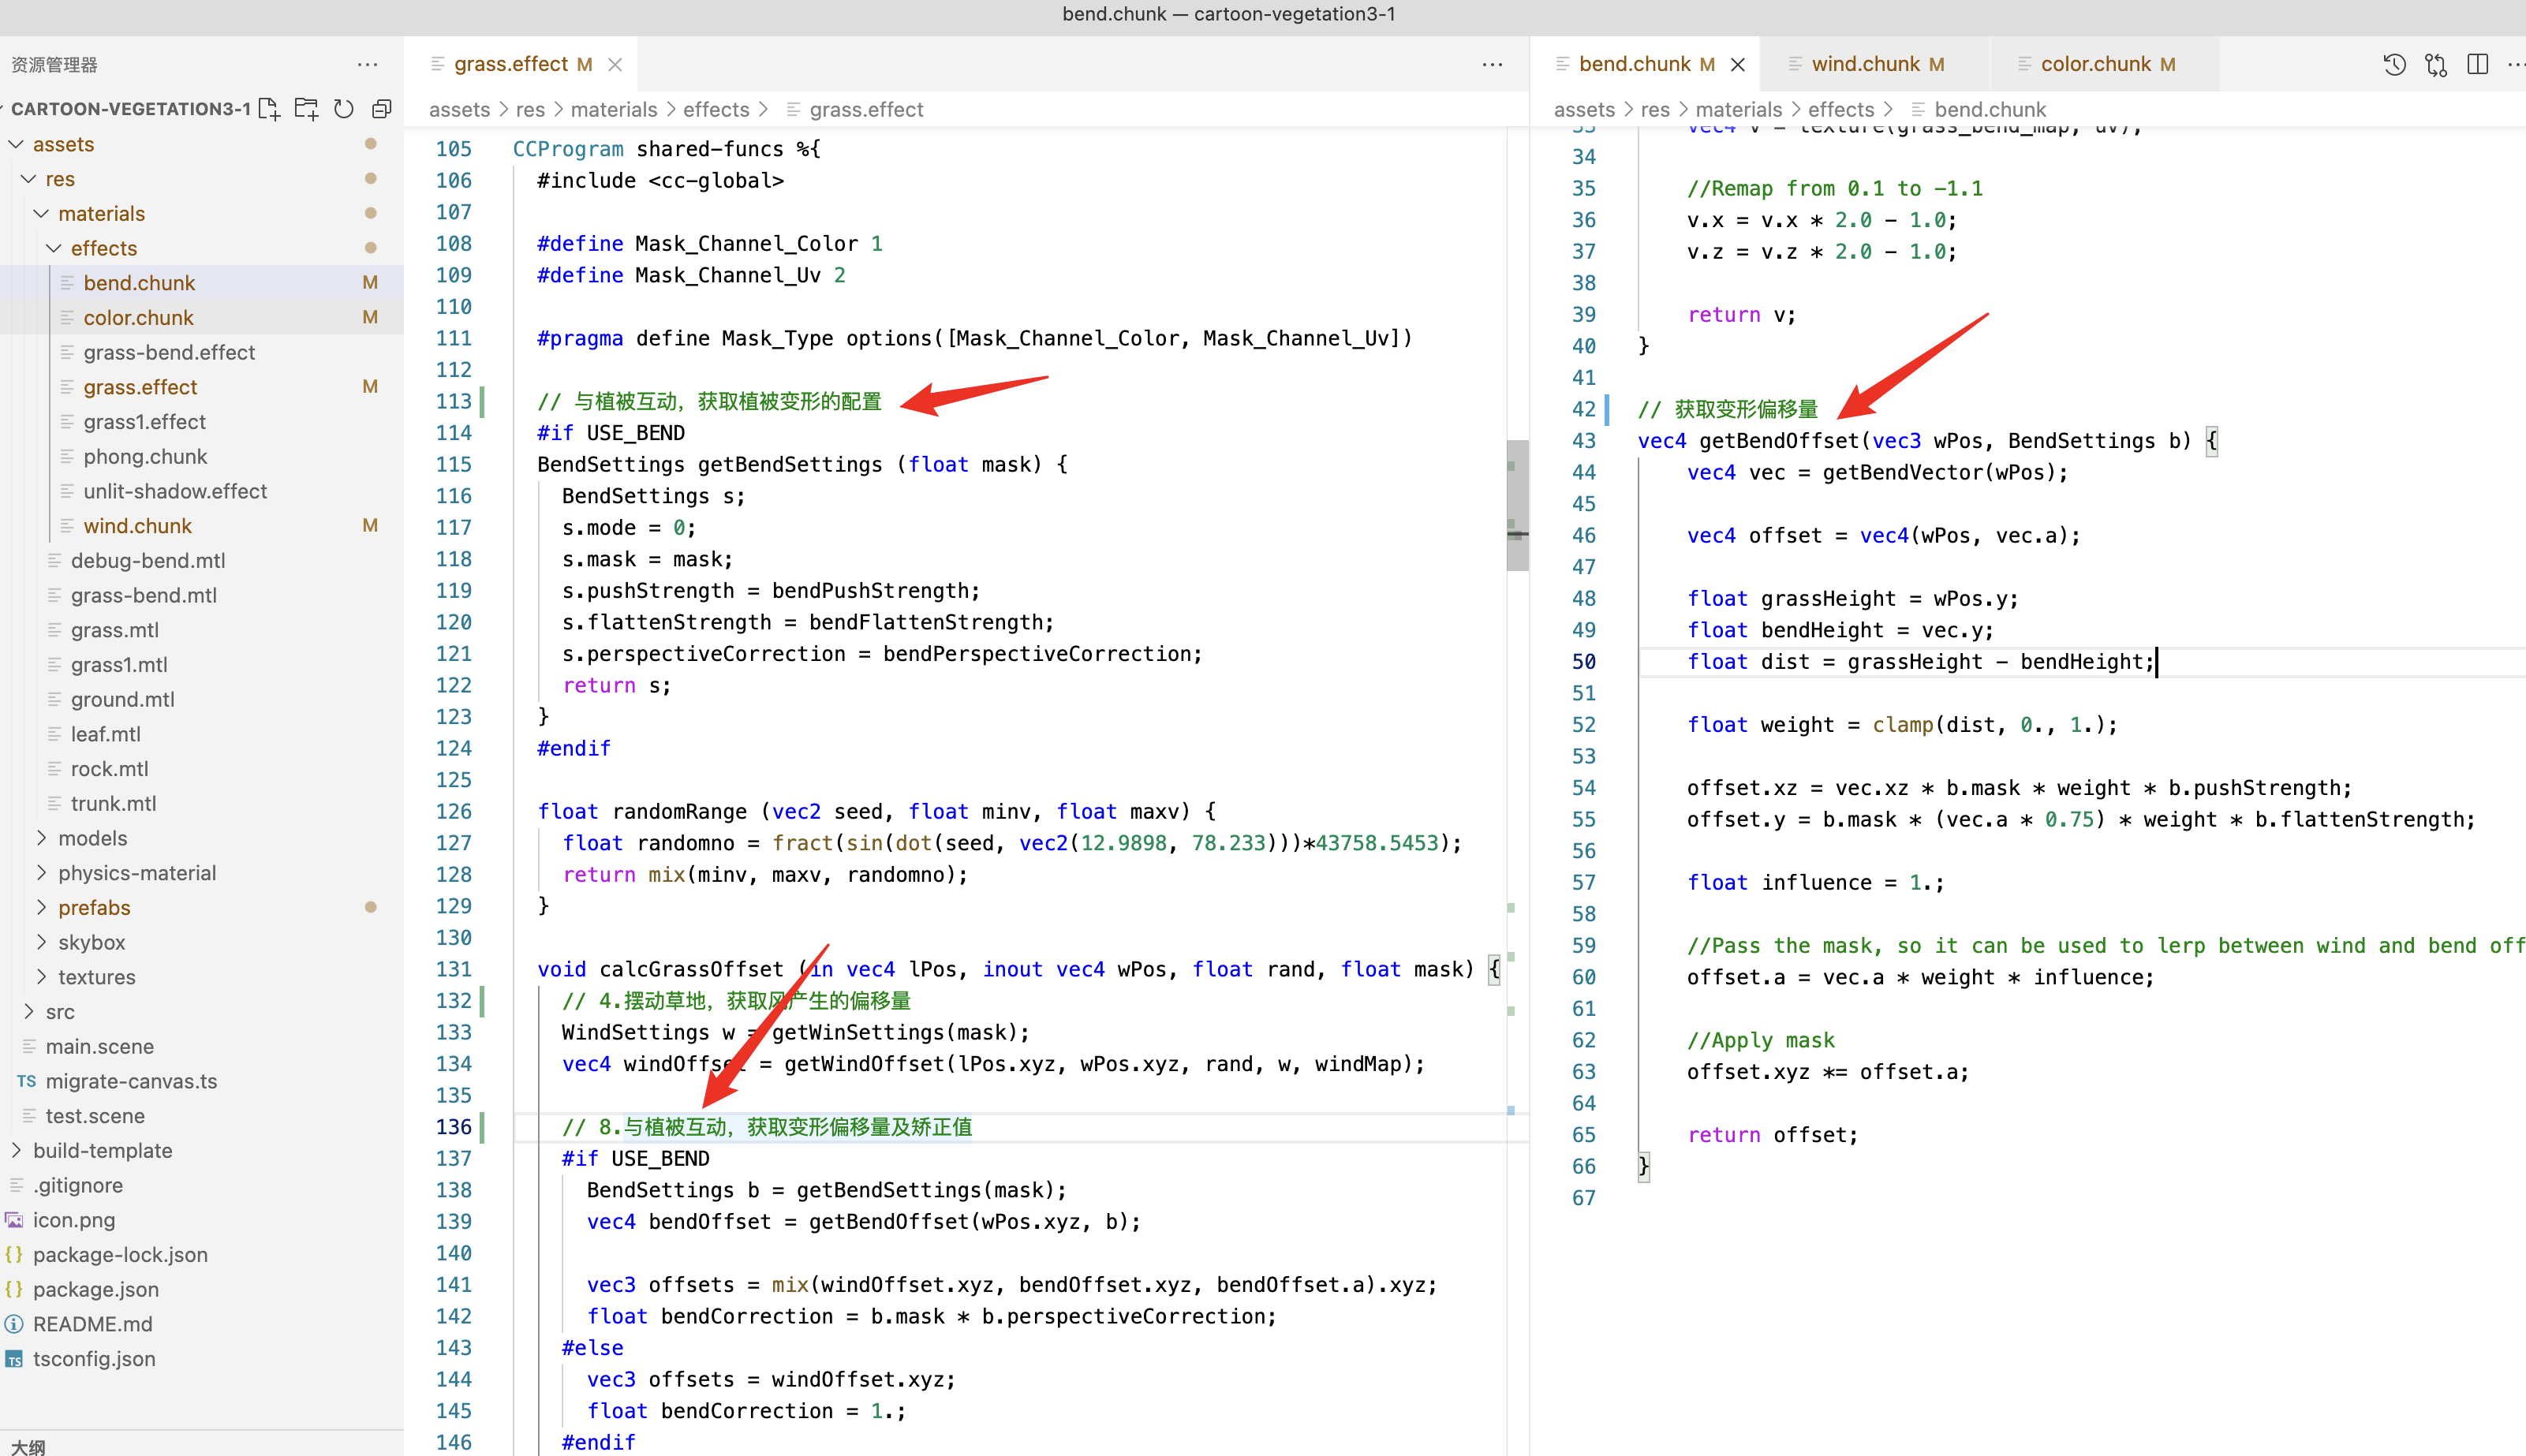 bend.chunk — cartoon-vegetation3-1
资源管理器
CARTOON-VEGETATION3-1
assets
res
materials
effects
bend.chunk M
color.chunk M
grass-bend.effect
grass.effect M
grass1.effect
phong.chunk
unlit-shadow.effect
wind.chunk M
debug-bend.mtl
grass-bend.mtl
grass.mtl
grass1.mtl
ground.mtl
leaf.mtl
rock.mtl
trunk.mtl
models
physics-material
prefabs
skybox
textures
src
main.scene
TS migrate-canvas.ts
test.scene
build-template
.gitignore
icon.png
{} package-lock.json
{} package.json
README.md
TS tsconfig.json
大纲
grass.effect M
assets > res > materials > effects > grass.effect
105 CCProgram shared-funcs %{
106 #include <cc-global>
107
108 #define Mask_Channel_Color 1
109 #define Mask_Channel_Uv 2
110
111 #pragma define Mask_Type options([Mask_Channel_Color, Mask_Channel_Uv])
112
113 // 与植被互动，获取植被变形的配置
114 #if USE_BEND
115 BendSettings getBendSettings (float mask) {
116 BendSettings s;
117 s.mode = 0;
118 s.mask = mask;
119 s.pushStrength = bendPushStrength;
120 s.flattenStrength = bendFlattenStrength;
121 s.perspectiveCorrection = bendPerspectiveCorrection;
122 return s;
123 }
124 #endif
125
126 float randomRange (vec2 seed, float minv, float maxv) {
127 float randomno = fract(sin(dot(seed, vec2(12.9898, 78.233)))*43758.5453);
128 return mix(minv, maxv, randomno);
129 }
130
131 void calcGrassOffset (in vec4 lPos, inout vec4 wPos, float rand, float mask) {
132 // 4.摆动草地，获取风产生的偏移量
133 WindSettings w = getWinSettings(mask);
134 vec4 windOffset = getWindOffset(lPos.xyz, wPos.xyz, rand, w, windMap);
135
136 // 8.与植被互动，获取变形偏移量及矫正值
137 #if USE_BEND
138 BendSettings b = getBendSettings(mask);
139 vec4 bendOffset = getBendOffset(wPos.xyz, b);
140
141 vec3 offsets = mix(windOffset.xyz, bendOffset.xyz, bendOffset.a).xyz;
142 float bendCorrection = b.mask * b.perspectiveCorrection;
143 #else
144 vec3 offsets = windOffset.xyz;
145 float bendCorrection = 1.;
146 #endif
bend.chunk M
wind.chunk M
color.chunk M
assets > res > materials > effects > bend.chunk
33 vec4 v = texture(grass_bend_map, uv);
34
35 //Remap from 0.1 to -1.1
36 v.x = v.x * 2.0 - 1.0;
37 v.z = v.z * 2.0 - 1.0;
38
39 return v;
40 }
41
42 // 获取变形偏移量
43 vec4 getBendOffset(vec3 wPos, BendSettings b) {
44 vec4 vec = getBendVector(wPos);
45
46 vec4 offset = vec4(wPos, vec.a);
47
48 float grassHeight = wPos.y;
49 float bendHeight = vec.y;
50 float dist = grassHeight - bendHeight;
51
52 float weight = clamp(dist, 0., 1.);
53
54 offset.xz = vec.xz * b.mask * weight * b.pushStrength;
55 offset.y = b.mask * (vec.a * 0.75) * weight * b.flattenStrength;
56
57 float influence = 1.;
58
59 //Pass the mask, so it can be used to lerp between wind and bend off
60 offset.a = vec.a * weight * influence;
61
62 //Apply mask
63 offset.xyz *= offset.a;
64
65 return offset;
66 }
67